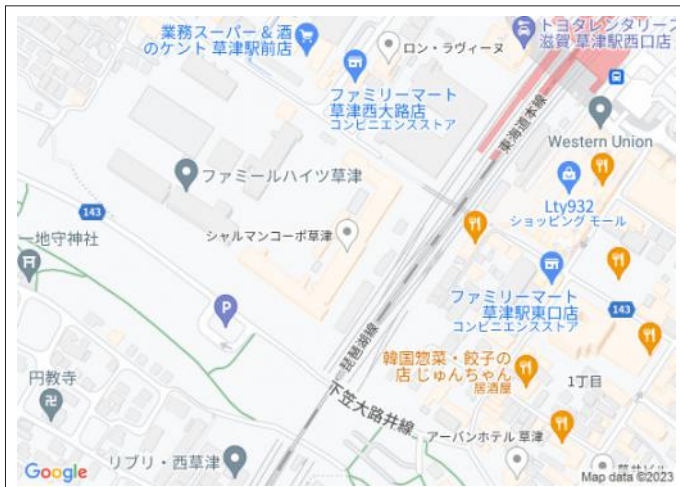 業務スーパー & 酒
のケント 草津駅前店
ロン・ラヴィーヌ
トヨタレンタリース
滋賀 草津駅西口店
ファミリーマート
草津西大路店
コンビニエンスストア
東海道本線
Western Union
ファミールハイツ草津
Lty932
ショッピング モール
143
シャルマンコーポ草津
一地守神社
P
ファミリーマート
草津駅東口店
コンビニエンスストア
143
琵琶湖線
韓国惣菜・餃子の
店 じゅんちゃん
居酒屋
1丁目
円教寺
下笠大路井線
アーバンホテル 草津
リブリ・西草津
Google
Map data ©2023